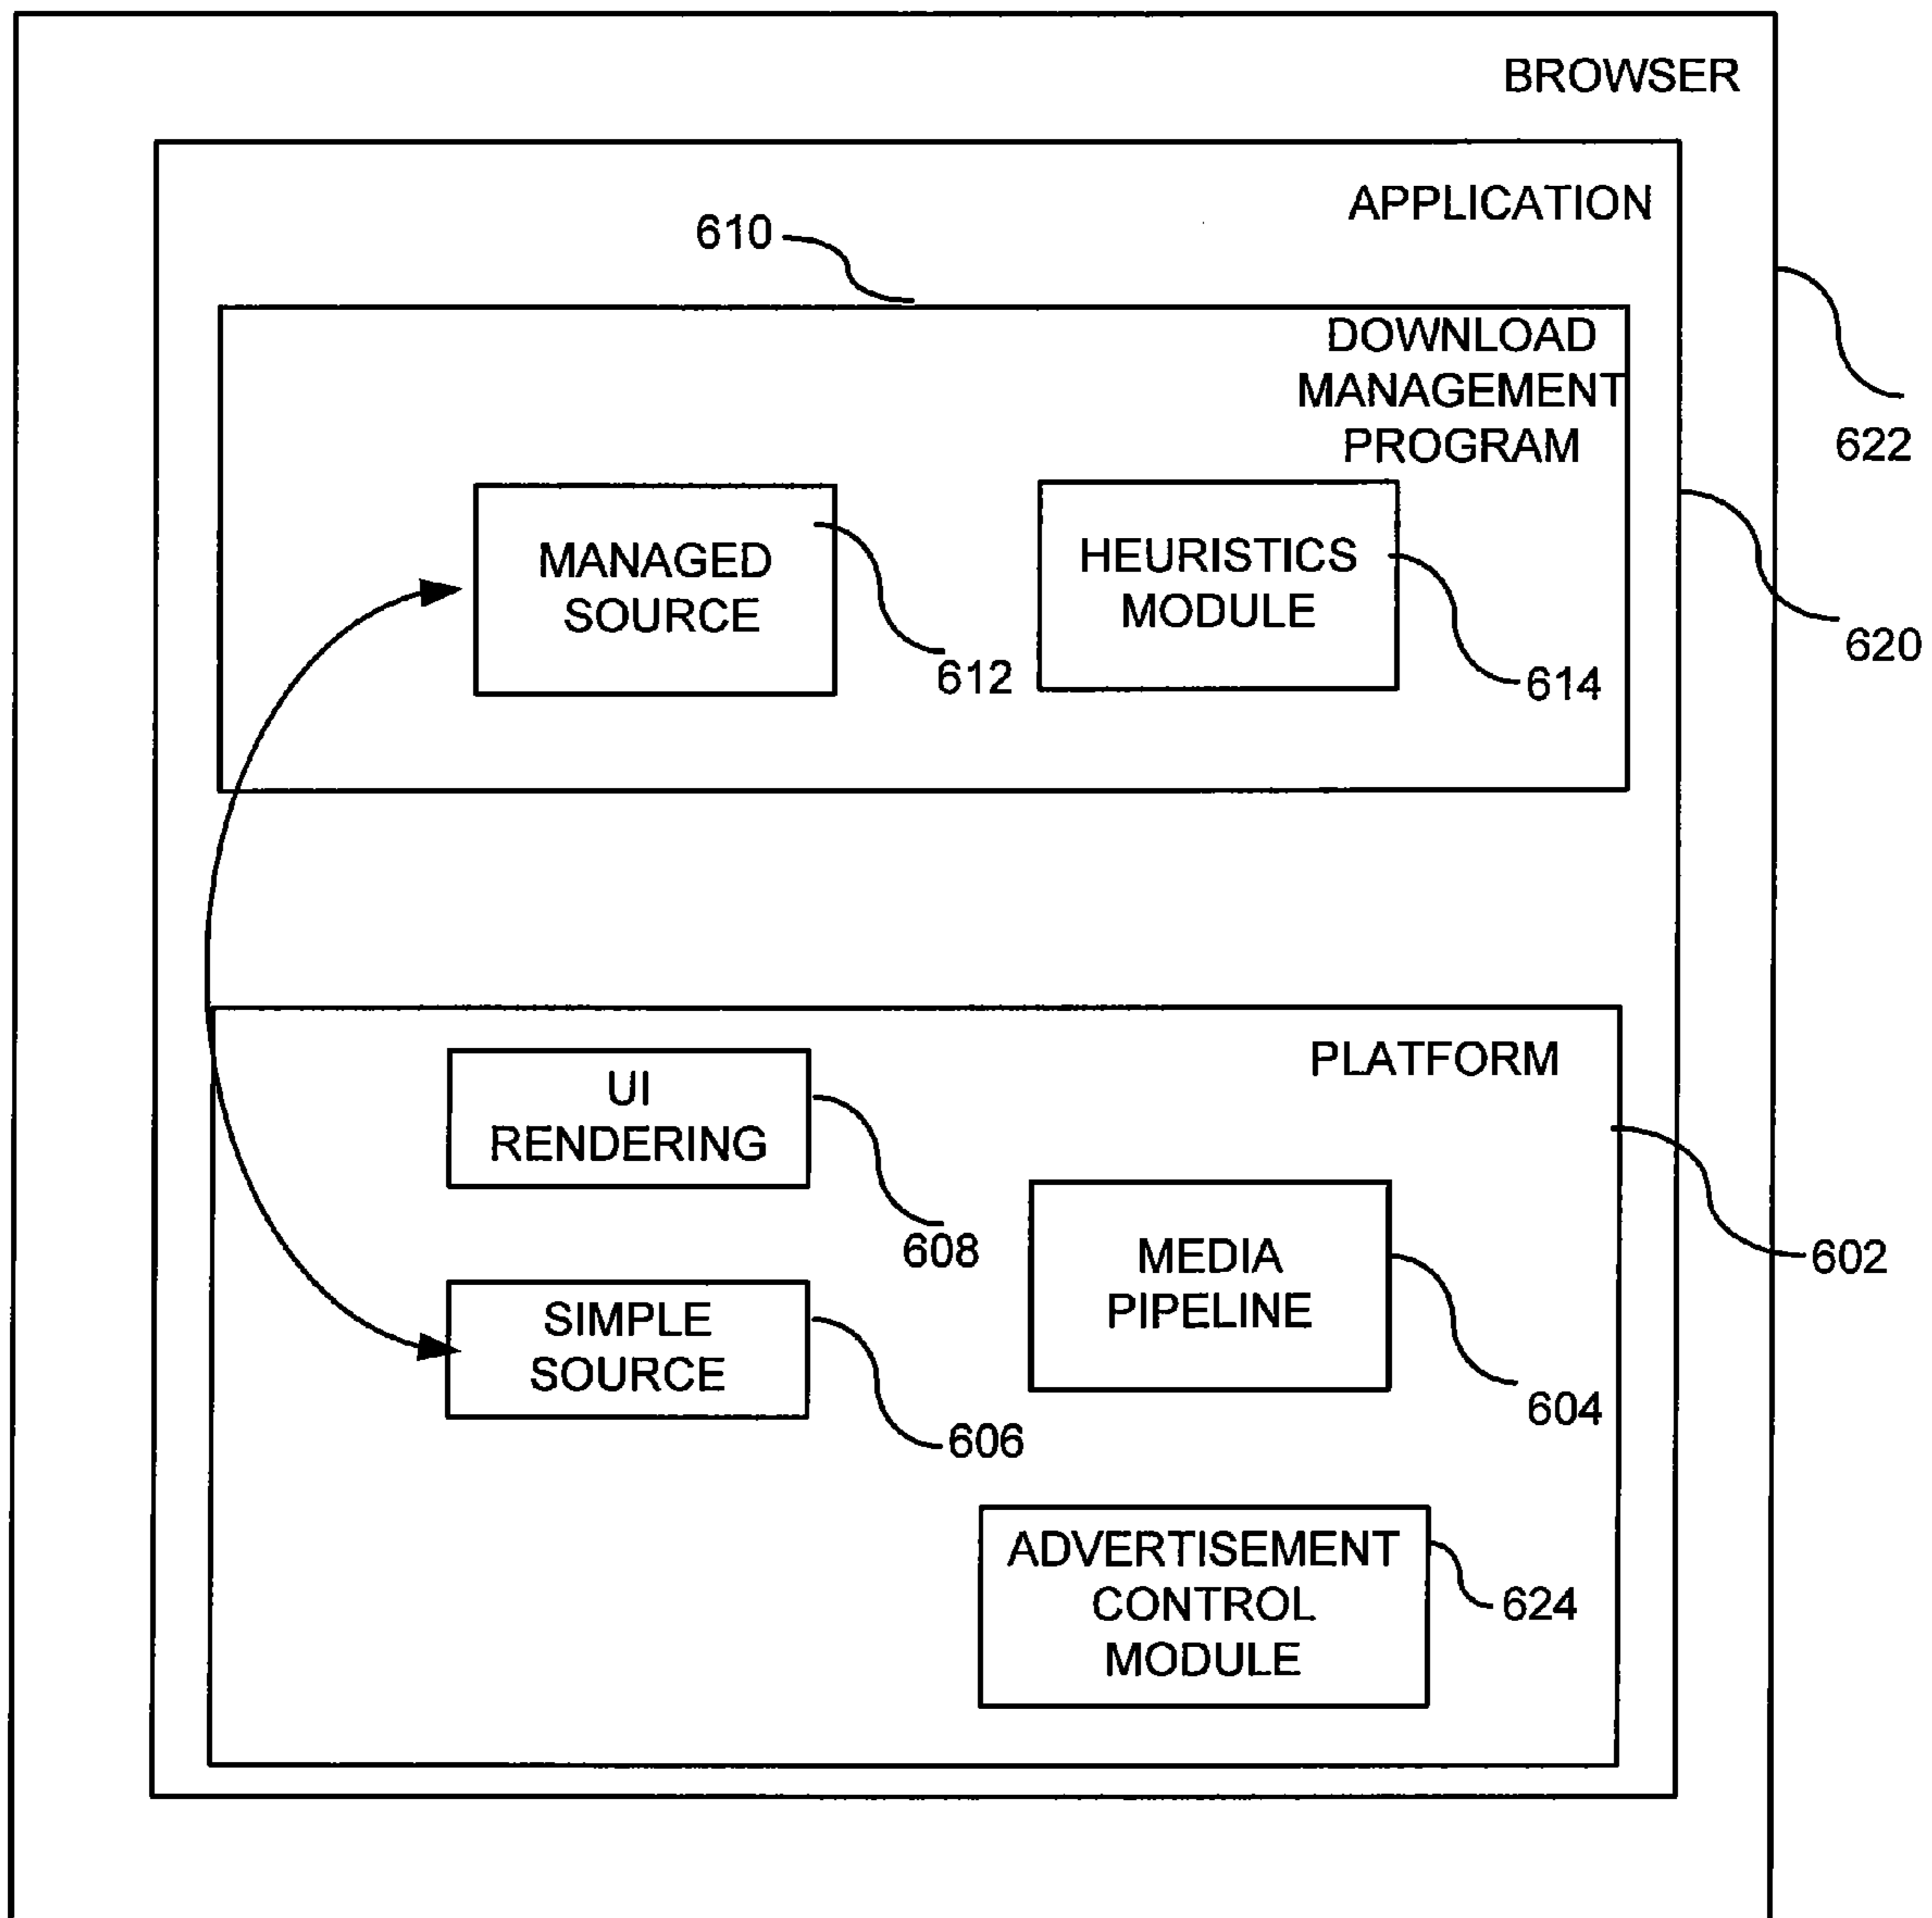 BROWSER
APPLICATION
610
DOWNLOAD
MANAGEMENT
PROGRAM
622
MANAGED
SOURCE
HEURISTICS
MODULE
612
614
620
PLATFORM
UI
RENDERING
608
MEDIA
PIPELINE
602
SIMPLE
SOURCE
604
606
ADVERTISEMENT
CONTROL
MODULE
624